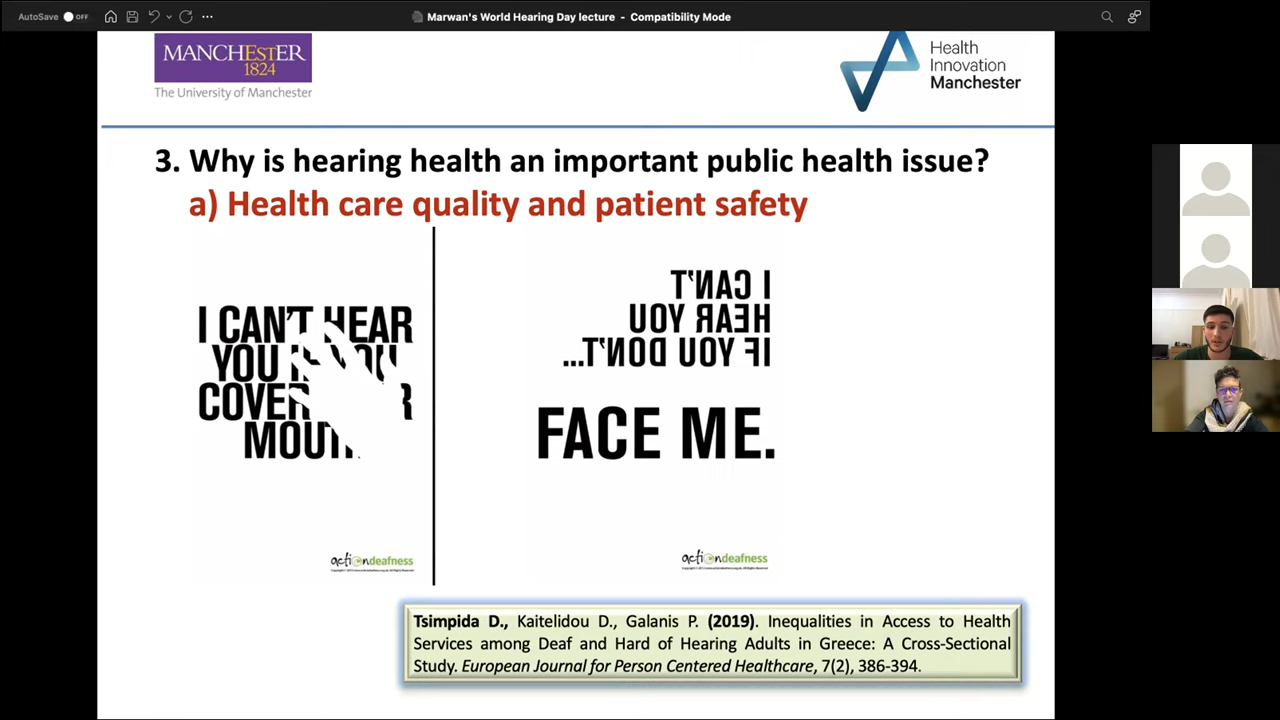 AutoSave OFF
Marwan's World Hearing Day lecture - Compatibility Mode
MANCHESTER
1824
The University of Manchester
Health
Innovation
Manchester
3. Why is hearing health an important public health issue?
a) Health care quality and patient safety
I CAN'T HEAR
YOU IF YOU
COVER
MOUTH
I CAN'T
HEAR YOU
IF YOU DON'T...
FACE ME.
actiondeafness
actiondeafness
Tsimpida D., Kaitelidou D., Galanis P. (2019). Inequalities in Access to Health
Services among Deaf and Hard of Hearing Adults in Greece: A Cross-Sectional
Study. European Journal for Person Centered Healthcare, 7(2), 386-394.